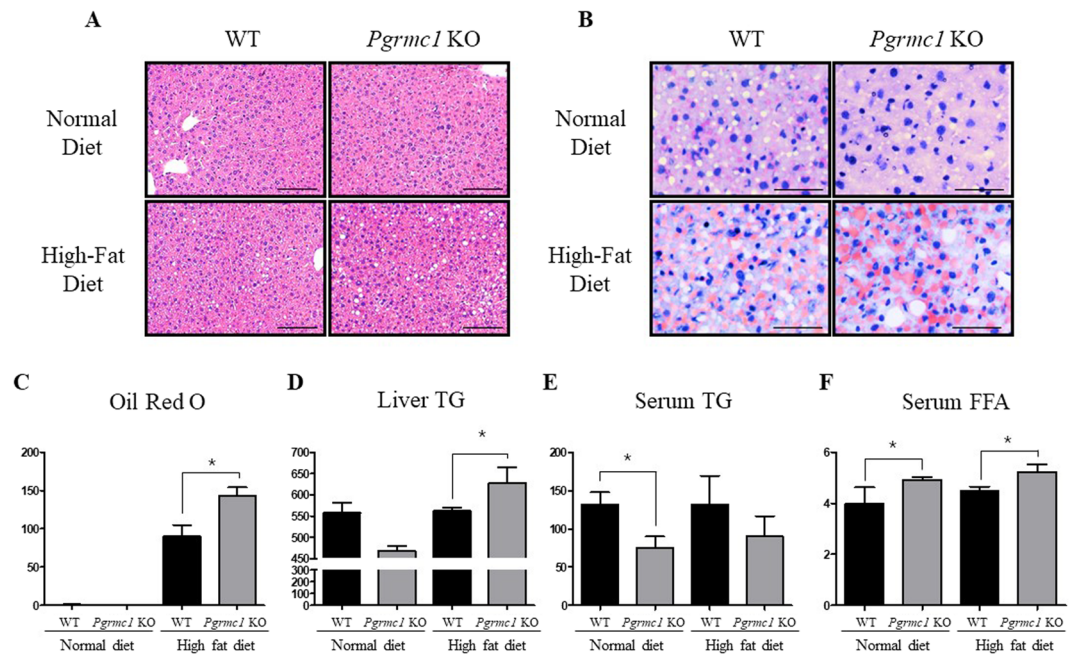 A
WT
Pgrmc1 KO
Normal
Diet
High-Fat
Diet
B
WT
Pgrmc1 KO
Normal
Diet
High-Fat
Diet
C
Oil Red O
200
150
100
50
0
*
WT
Pgrmc1 KO
WT
Pgrmc1 KO
Normal diet
High fat diet
D
Liver TG
700
650
600
550
500
450
300
200
100
0
*
WT
Pgrmc1 KO
WT
Pgrmc1 KO
Normal diet
High fat diet
E
Serum TG
200
150
100
50
0
*
WT
Pgrmc1 KO
WT
Pgrmc1 KO
Normal diet
High fat diet
F
Serum FFA
6
4
2
0
*
*
WT
Pgrmc1 KO
WT
Pgrmc1 KO
Normal diet
High fat diet